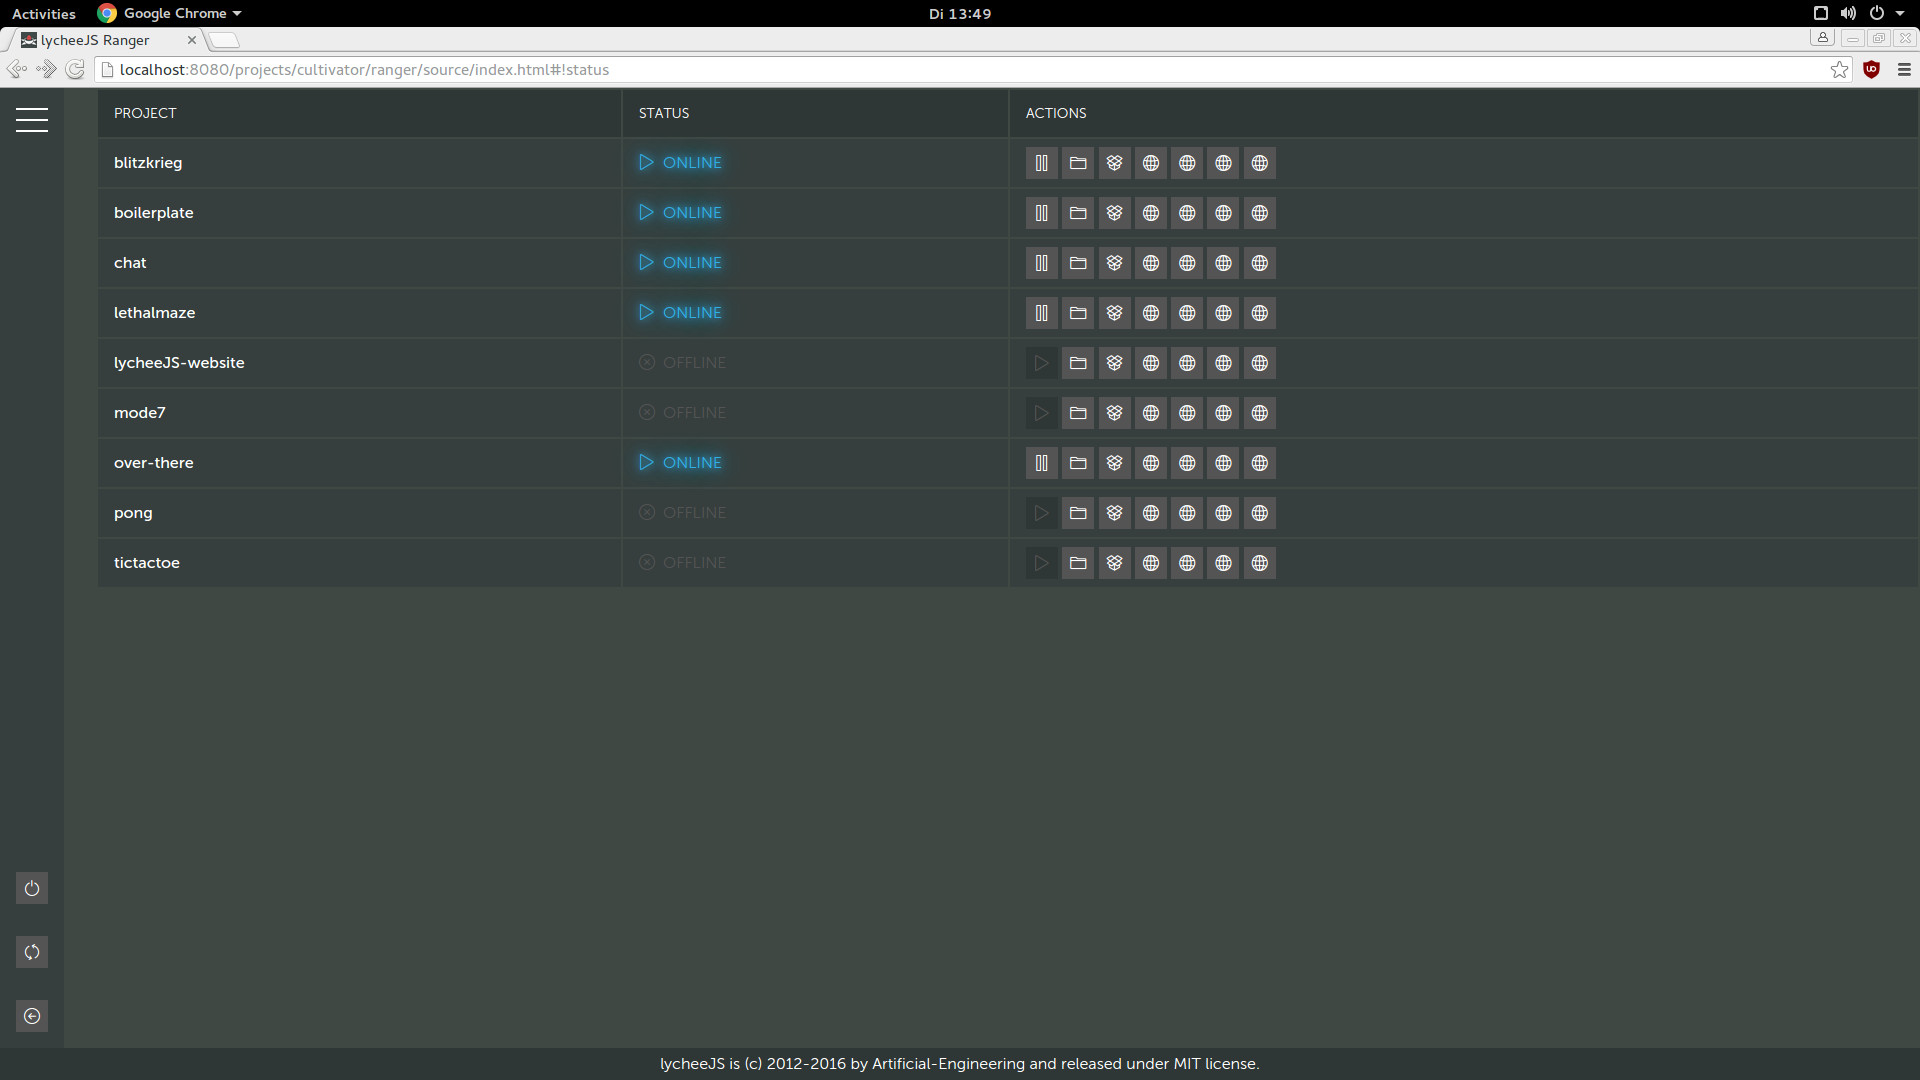 Activities Google Chrome Di 13:49
lycheeJS Ranger
localhost:8080/projects/cultivator/ranger/source/index.html#!status
PROJECT STATUS ACTIONS
blitzkrieg ONLINE
boilerplate ONLINE
chat ONLINE
lethalmaze ONLINE
lycheeJS-website OFFLINE
mode7 OFFLINE
over-there ONLINE
pong OFFLINE
tictactoe OFFLINE
lycheeJS is (c) 2012-2016 by Artificial-Engineering and released under MIT license.